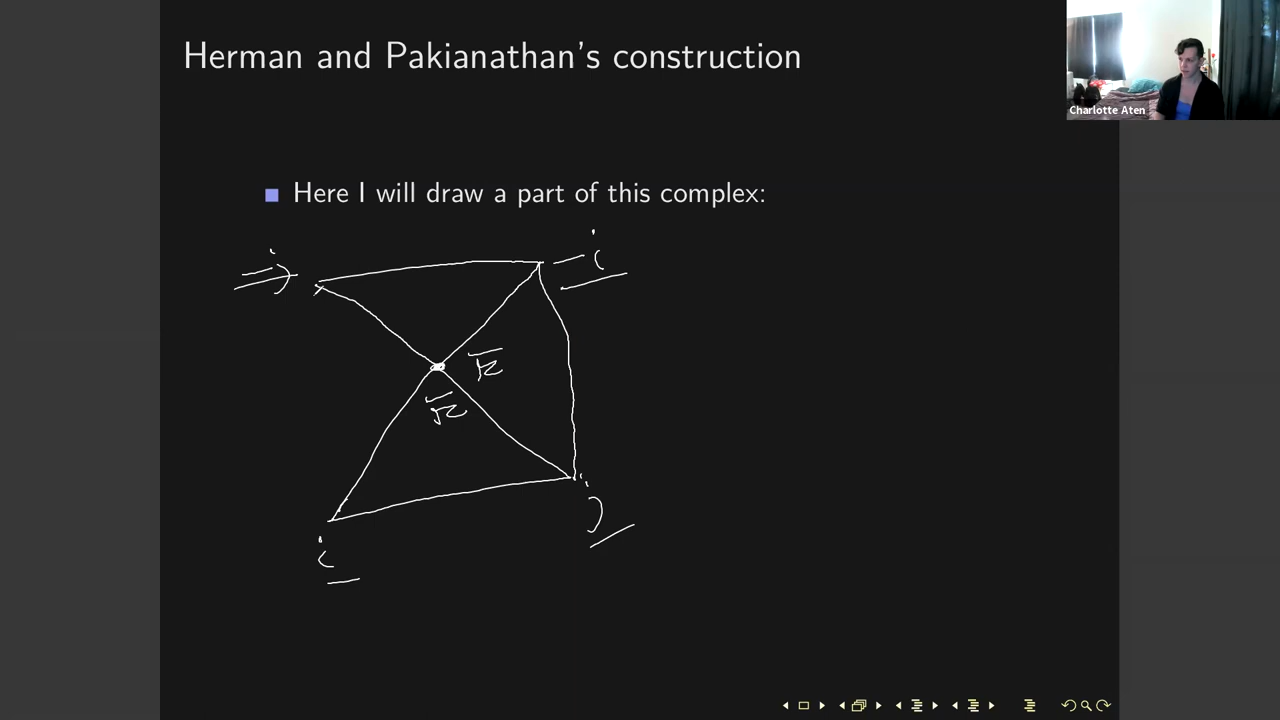 Herman and Pakianathan's construction
Charlotte Aten
Here I will draw a part of this complex:
-j
-i
k
k
j
i